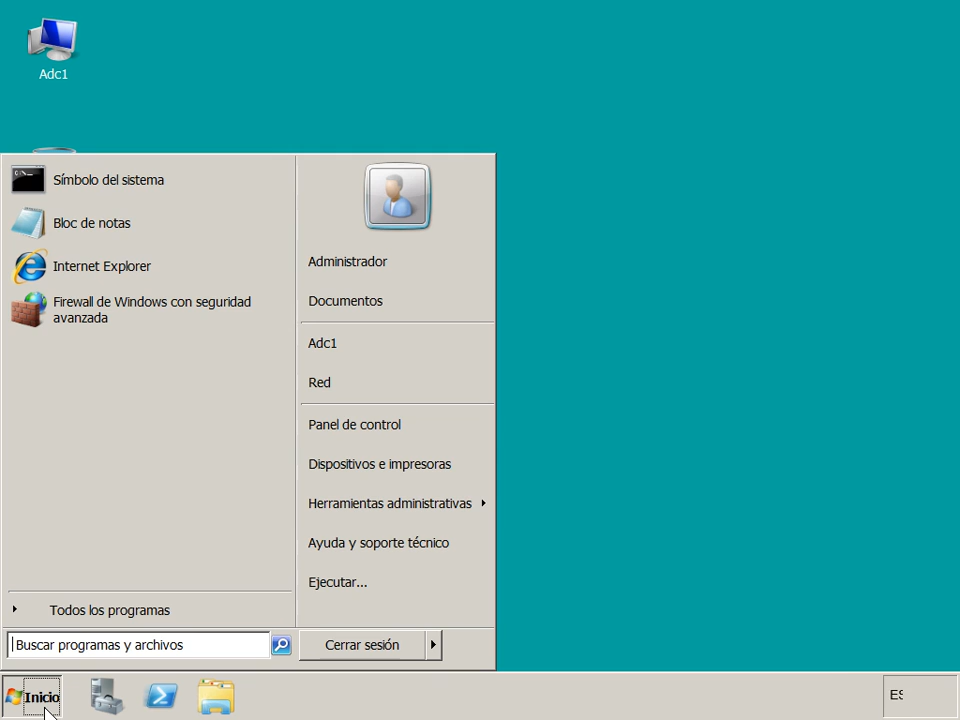 Adc1
Símbolo del sistema
Bloc de notas
Internet Explorer
Firewall de Windows con seguridad
avanzada
Todos los programas
Buscar programas y archivos
Administrador
Documentos
Adc1
Red
Panel de control
Dispositivos e impresoras
Herramientas administrativas
Ayuda y soporte técnico
Ejecutar...
Cerrar sesión
Inicio
ES